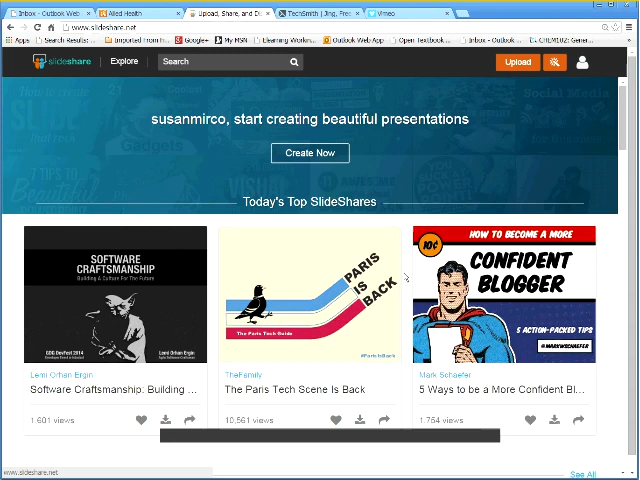 Inbox - Outlook Web
Allied Health
Upload, Share, and Di
TechSmith | Jing, Free
Vimeo
www.slideshare.net
Apps
Search Results:
Imported From F
Google+
My MSN
Elearning Workin...
Outlook Web App
Open Textbook
Inbox - Outlook
CHEM102: Gener...
slideshare
Explore
Search
Upload
susanmirco, start creating beautiful presentations
Create Now
Today's Top SlideShares
SOFTWARE
CRAFTSMANSHIP
Building A Culture For The Future
GDG DevFest 2014
Lemi Orhan Ergin
PARIS
IS
BACK
The Paris Tech Guide
#ParisIsBack
10¢
HOW TO BECOME A MORE
CONFIDENT
BLOGGER
5 ACTION-PACKED TIPS
@MARKWSCHAEFER
Lemi Orhan Ergin
Software Craftsmanship: Building ...
1,601 views
TheFamily
The Paris Tech Scene Is Back
10,561 views
Mark Schaefer
5 Ways to be a More Confident Bl...
1,754 views
See All
www.slideshare.net